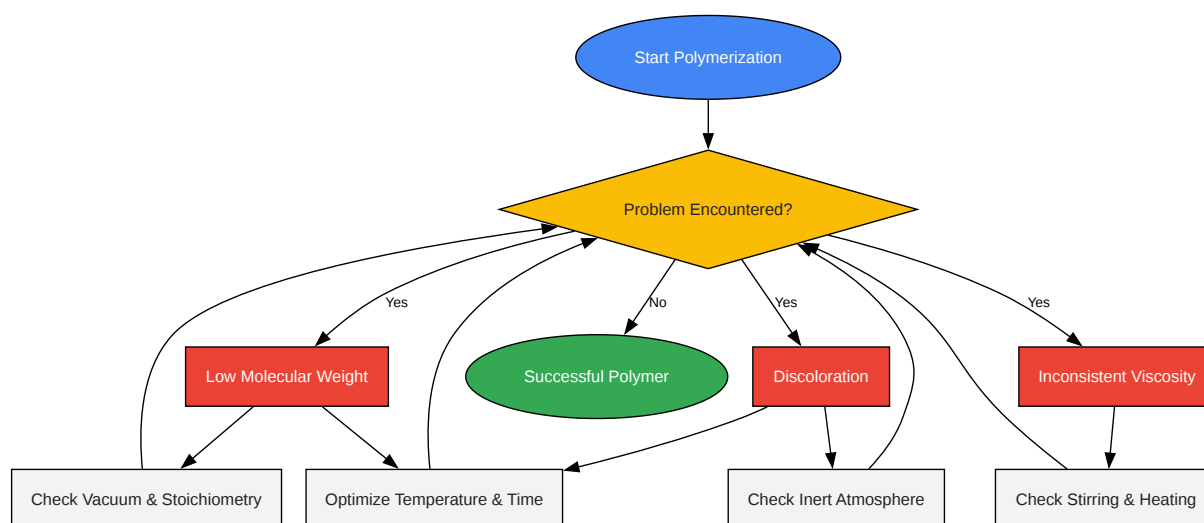 Start Polymerization
Problem Encountered?
Yes
No
Yes
Yes
Low Molecular Weight
Successful Polymer
Discoloration
Inconsistent Viscosity
Check Vacuum & Stoichiometry
Optimize Temperature & Time
Check Inert Atmosphere
Check Stirring & Heating